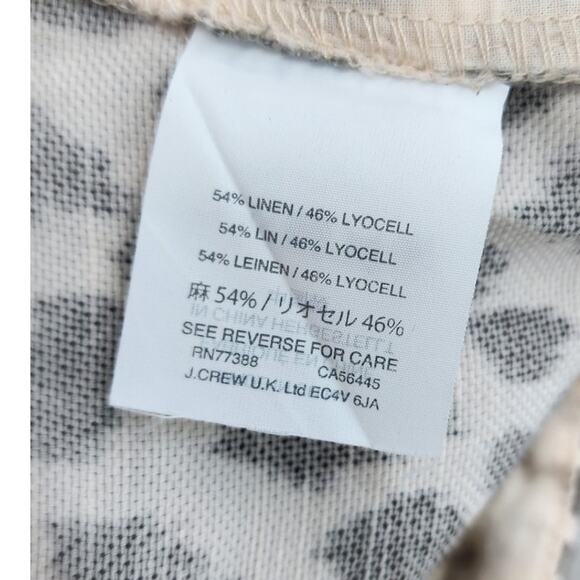 54% LINEN / 46% LYOCELL
54% LIN / 46% LYOCELL
54% LEINEN / 46% LYOCELL
麻 54% / リオセル 46%
SEE REVERSE FOR CARE
RN77388 CA56445
J.CREW U.K. Ltd EC4V 6JA